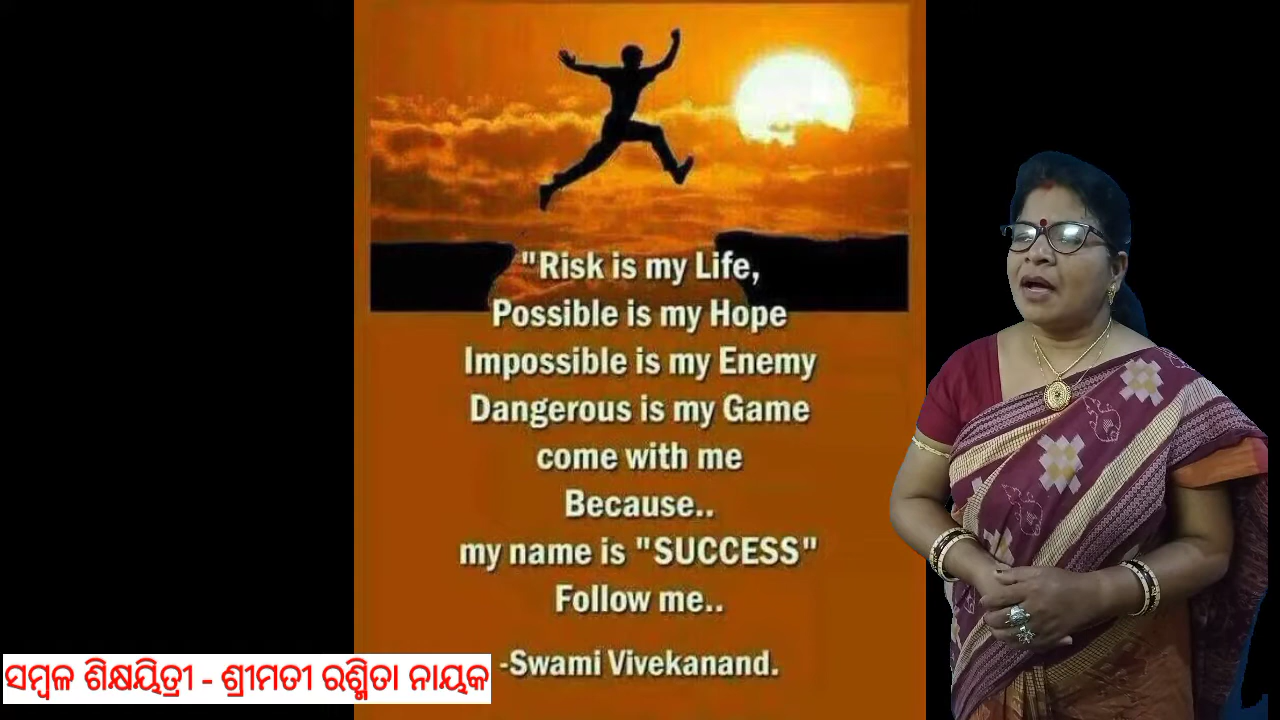 "Risk is my Life,
Possible is my Hope
Impossible is my Enemy
Dangerous is my Game
come with me
Because..
my name is "SUCCESS"
Follow me..
-Swami Vivekanand.
ସମ୍ବଳ ଶିକ୍ଷୟିତ୍ରୀ - ଶ୍ରୀମତୀ ରଶ୍ମିତା ନାୟକ